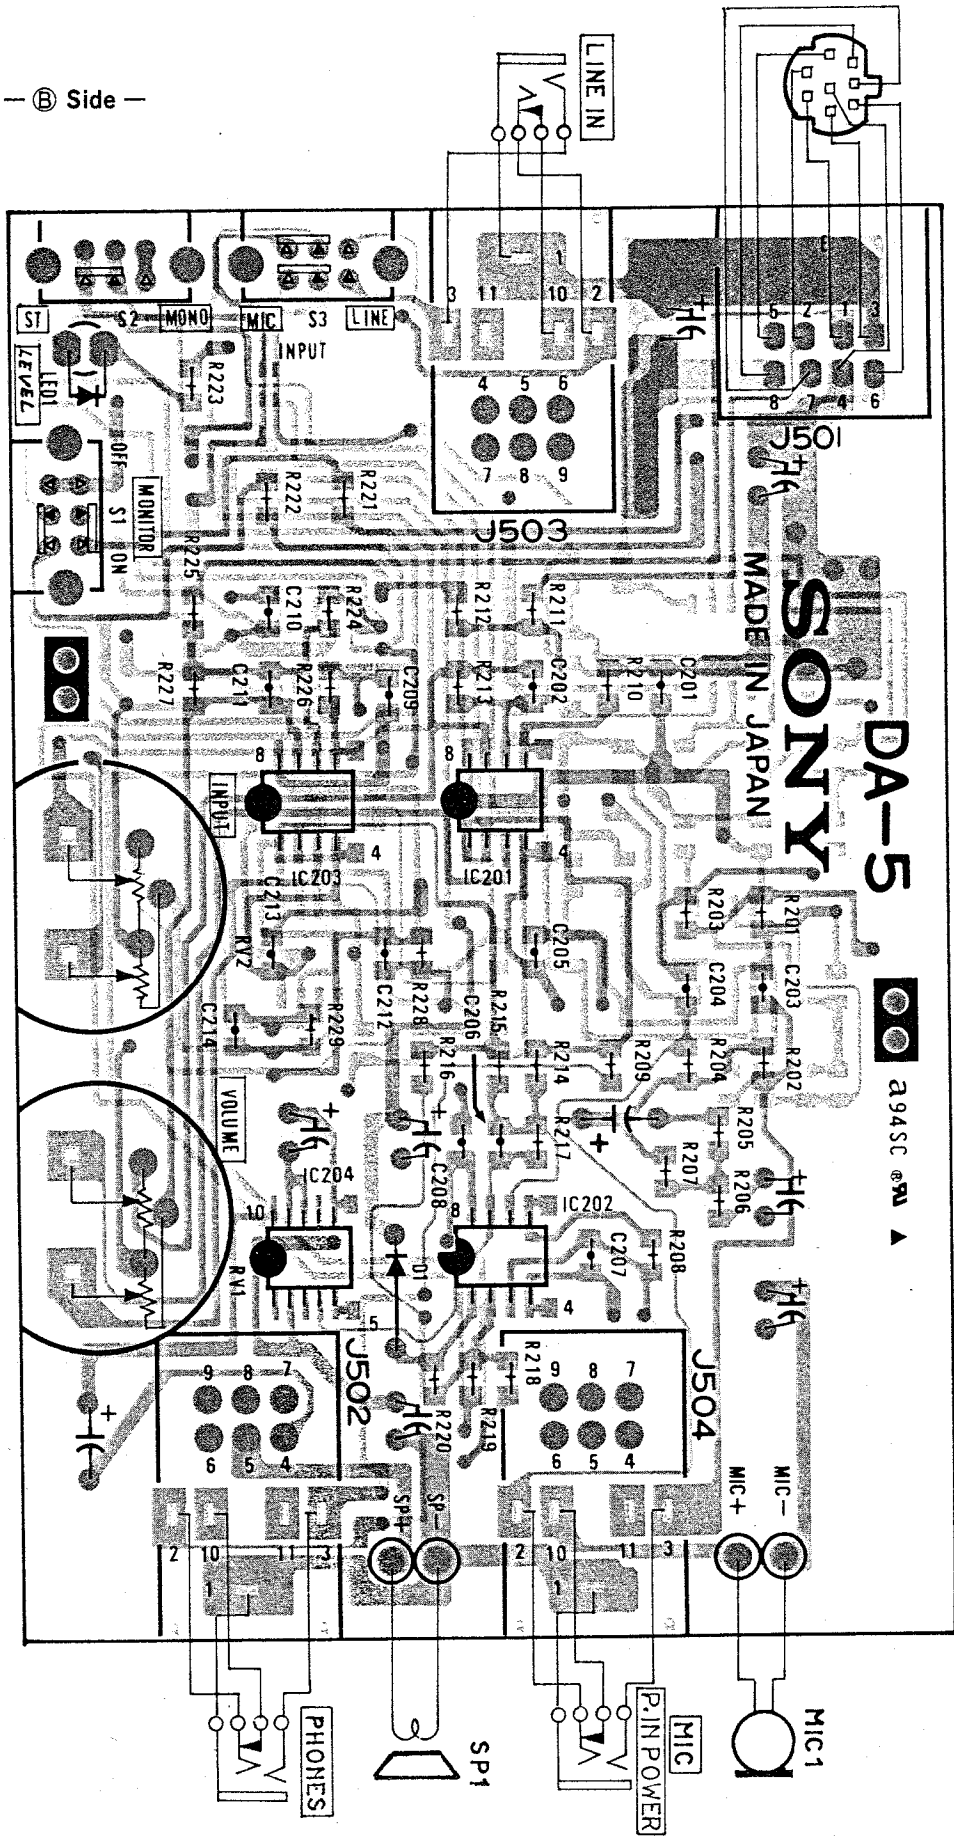 — Ⓑ Side —
LINE IN
E
3
11
1
10
2
5
2
1
3
ST
S2
MONO
MIC
S3
LINE
INPUT
LEVEL
LED1
R223
4
5
6
7
8
9
J503
8
7
4
6
J501
OFF
MONITOR
S1
ON
R222
R221
R225
C210
R224
R212
R211
R227
C211
R226
C209
R213
C202
R210
C201
MADE IN JAPAN
SONY
DA-5
8
8
INPUT
4
4
IC203
IC201
C213
RV2
R203
R201
C205
C204
C203
C214
R229
C212
R228
C206
R215
R216
R214
R209
R204
R202
a 94SC
VOLUME
R217
R205
R207
R206
C208
IC204
IC202
10
8
C207
R208
RV1
D1
5
4
J502
R218
J504
9
8
7
6
5
4
R220
R219
9
8
7
6
5
4
SP+
SP-
MIC+
MIC-
2
10
11
3
1
2
10
11
3
1
PHONES
SP1
P.IN POWER
MIC
MIC1